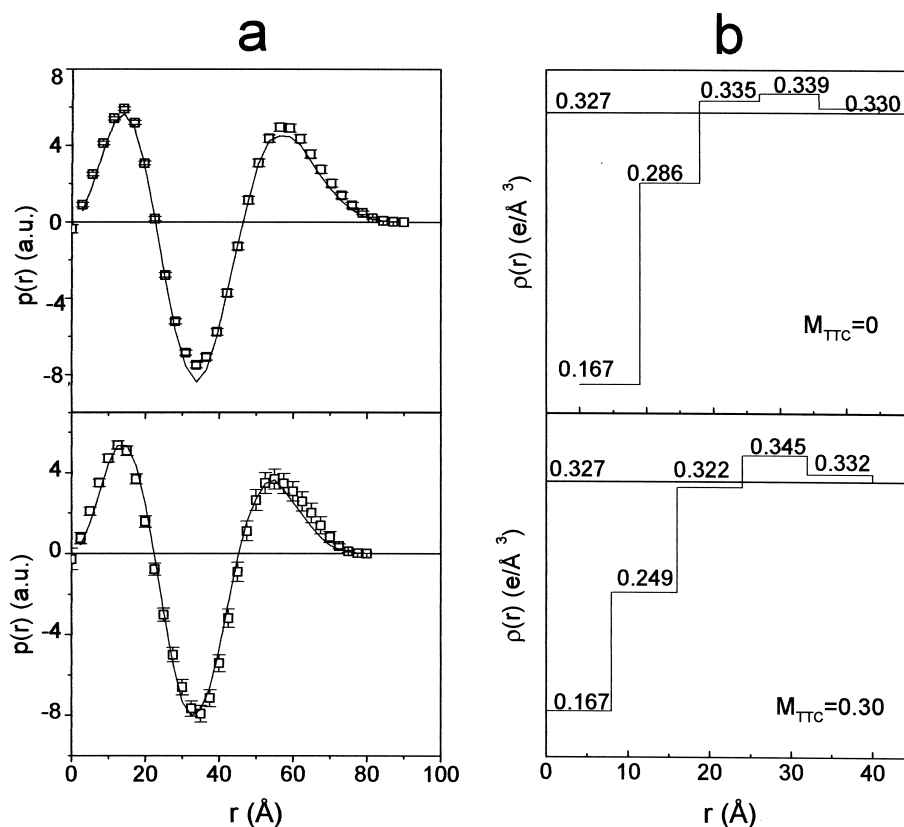 a
b
8
4
0
-4
-8
p(r) (a.u.)
0.327
0.335
0.339
0.330
0.286
0.167
ρ(r) (e/Å³)
M_TTC=0
4
0
-4
-8
p(r) (a.u.)
0 20 40 60 80 100
r (Å)
0.327
0.322
0.345
0.332
0.249
0.167
ρ(r) (e/Å³)
M_TTC=0.30
0 10 20 30 40
r (Å)